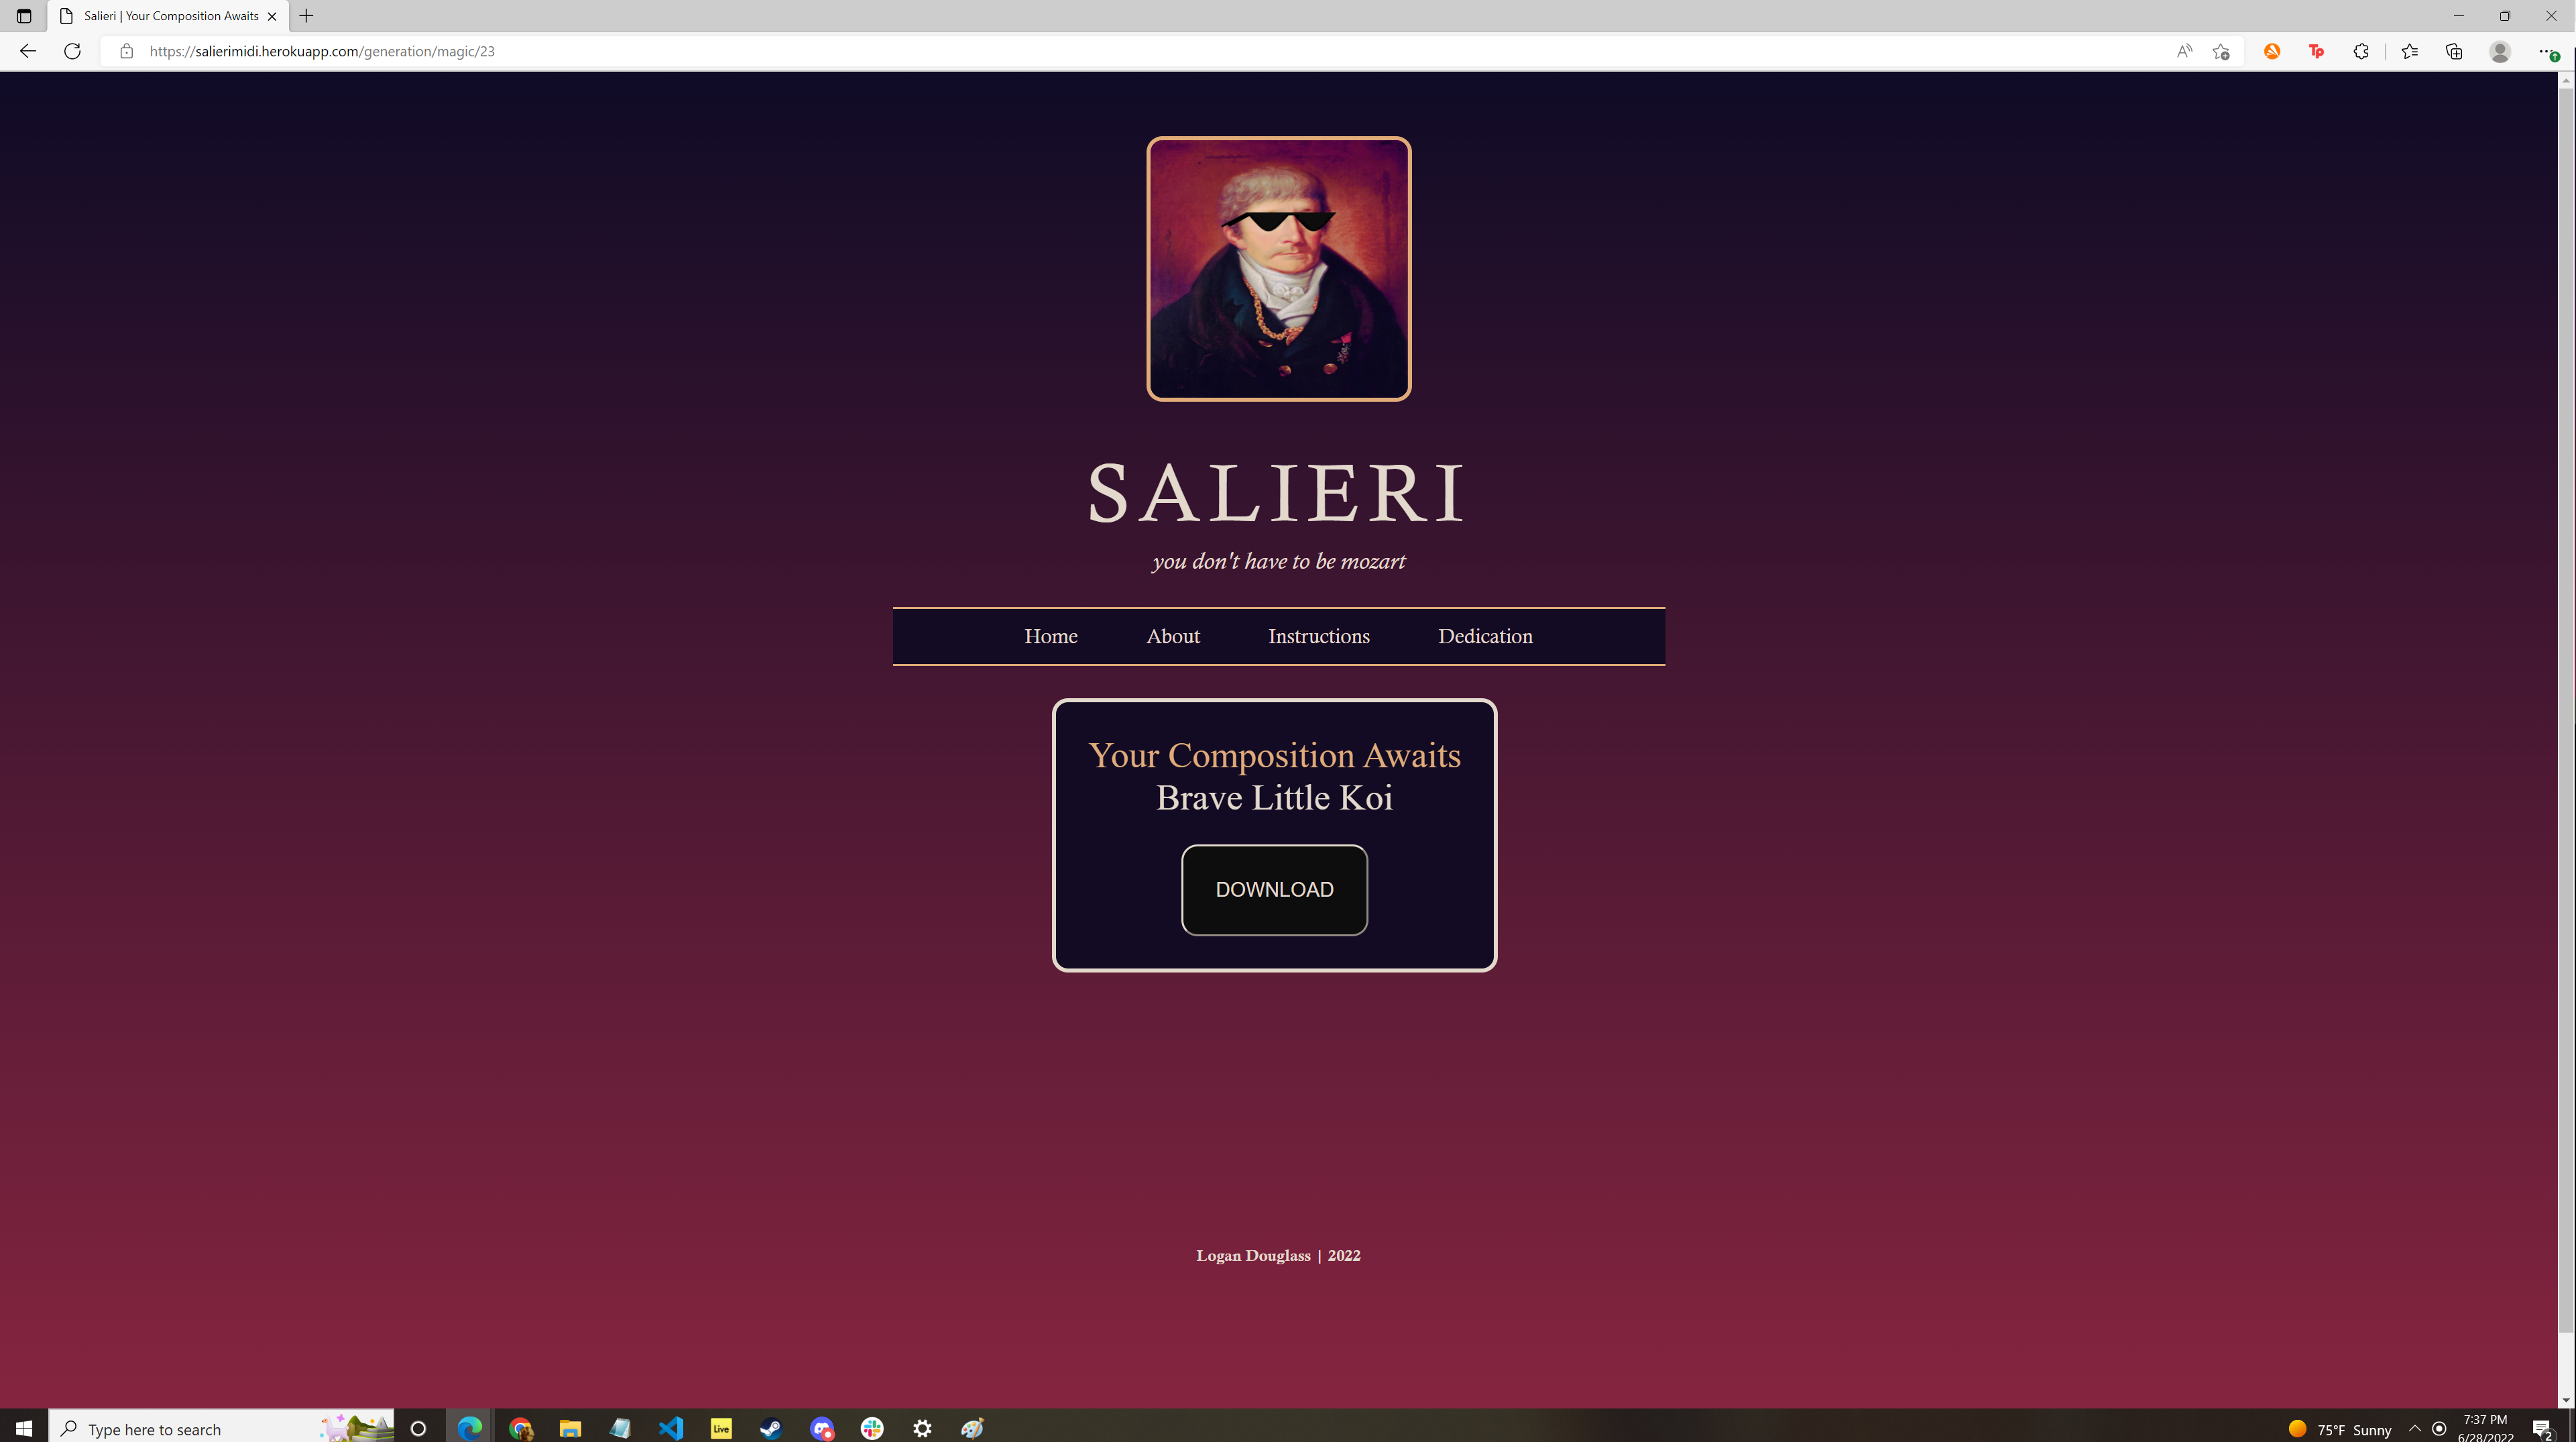 Salieri | Your Composition Awaits
https://salierimidi.herokuapp.com/generation/magic/23
SALIERI
you don't have to be mozart
Home About Instructions Dedication
Your Composition Awaits
Brave Little Koi
DOWNLOAD
Logan Douglass | 2022
Type here to search
Live
75°F Sunny
7:37 PM
6/28/2022
2